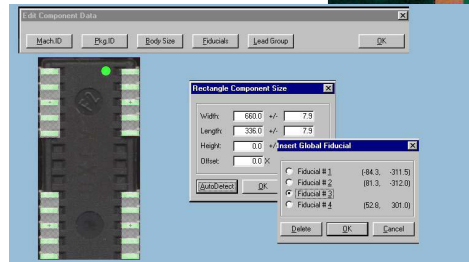 Edit Component Data
Mach.ID Pkg.ID Body Size Fiducials Lead Group OK
F2
Rectangle Component Size
Width: 660.0 +/- 7.9
Length: 336.0 +/- 7.9
Height: 0.0 +/-
Offset: 0.0 %
AutoDetect OK
Insert Global Fiducial
Fiducial # 1 (-84.3, -311.5)
Fiducial # 2 (81.3, -312.0)
Fiducial # 3
Fiducial # 4 (52.8, 301.0)
Delete OK Cancel